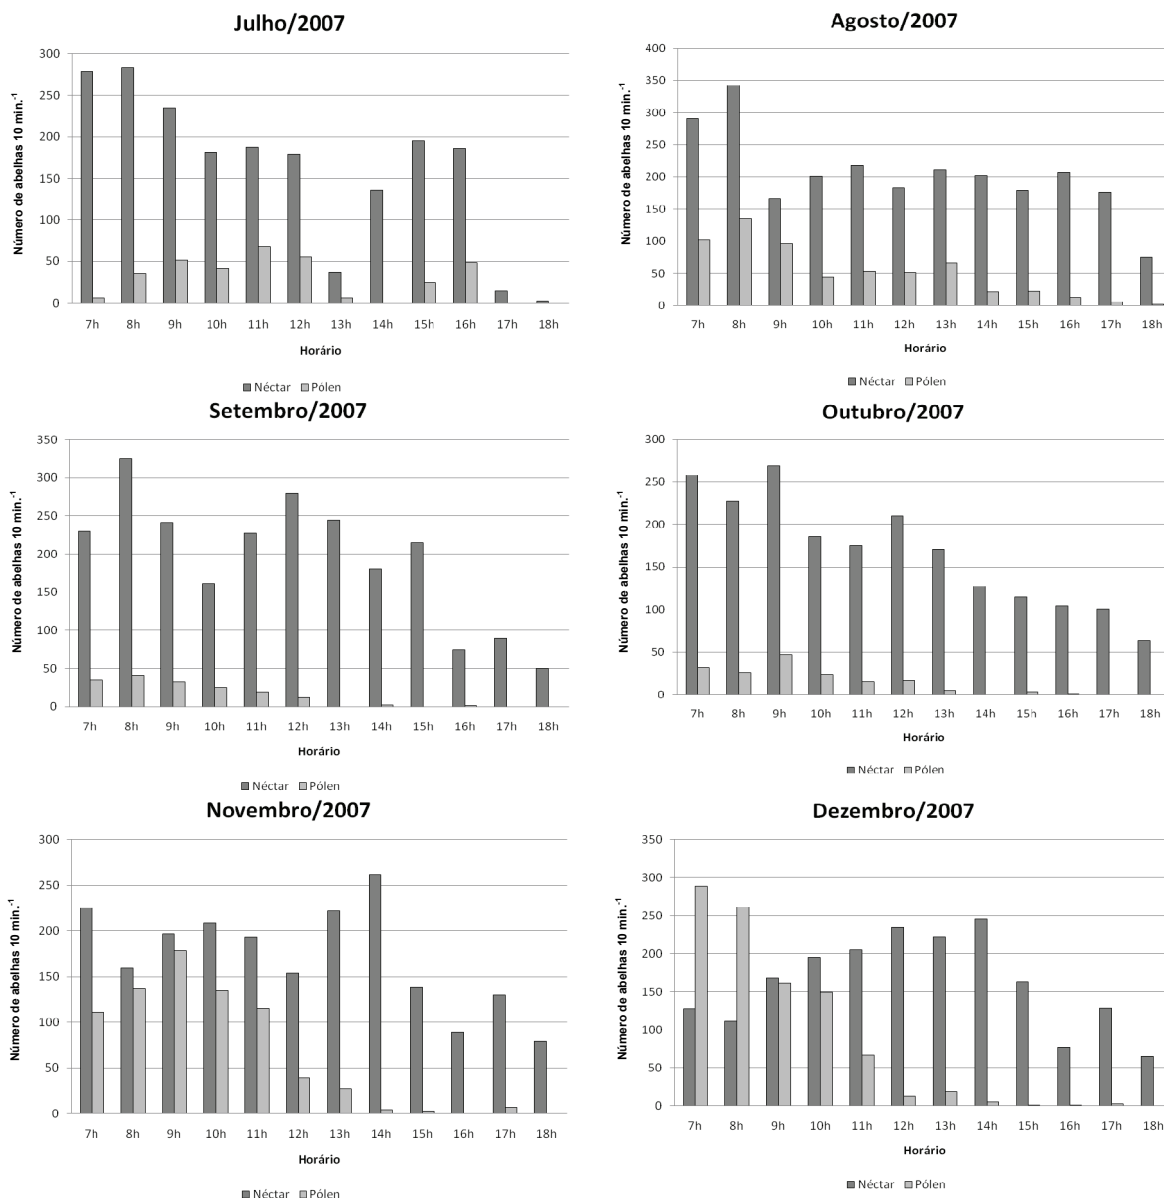 Julho/2007
Número de abelhas 10 min.⁻¹
300
250
200
150
100
50
0
7h 8h 9h 10h 11h 12h 13h 14h 15h 16h 17h 18h
Horário
Néctar Pólen
Agosto/2007
Número de abelhas 10 min.⁻¹
400
350
300
250
200
150
100
50
0
7h 8h 9h 10h 11h 12h 13h 14h 15h 16h 17h 18h
Horário
Néctar Pólen
Setembro/2007
Número de abelhas 10 min.⁻¹
350
300
250
200
150
100
50
0
7h 8h 9h 10h 11h 12h 13h 14h 15h 16h 17h 18h
Horário
Néctar Pólen
Outubro/2007
Número de abelhas 10 min.⁻¹
300
250
200
150
100
50
0
7h 8h 9h 10h 11h 12h 13h 14h 15h 16h 17h 18h
Horário
Néctar Pólen
Novembro/2007
Número de abelhas 10 min.⁻¹
300
250
200
150
100
50
0
7h 8h 9h 10h 11h 12h 13h 14h 15h 16h 17h 18h
Horário
Néctar Pólen
Dezembro/2007
Número de abelhas 10 min.⁻¹
350
300
250
200
150
100
50
0
7h 8h 9h 10h 11h 12h 13h 14h 15h 16h 17h 18h
Horário
Néctar Pólen